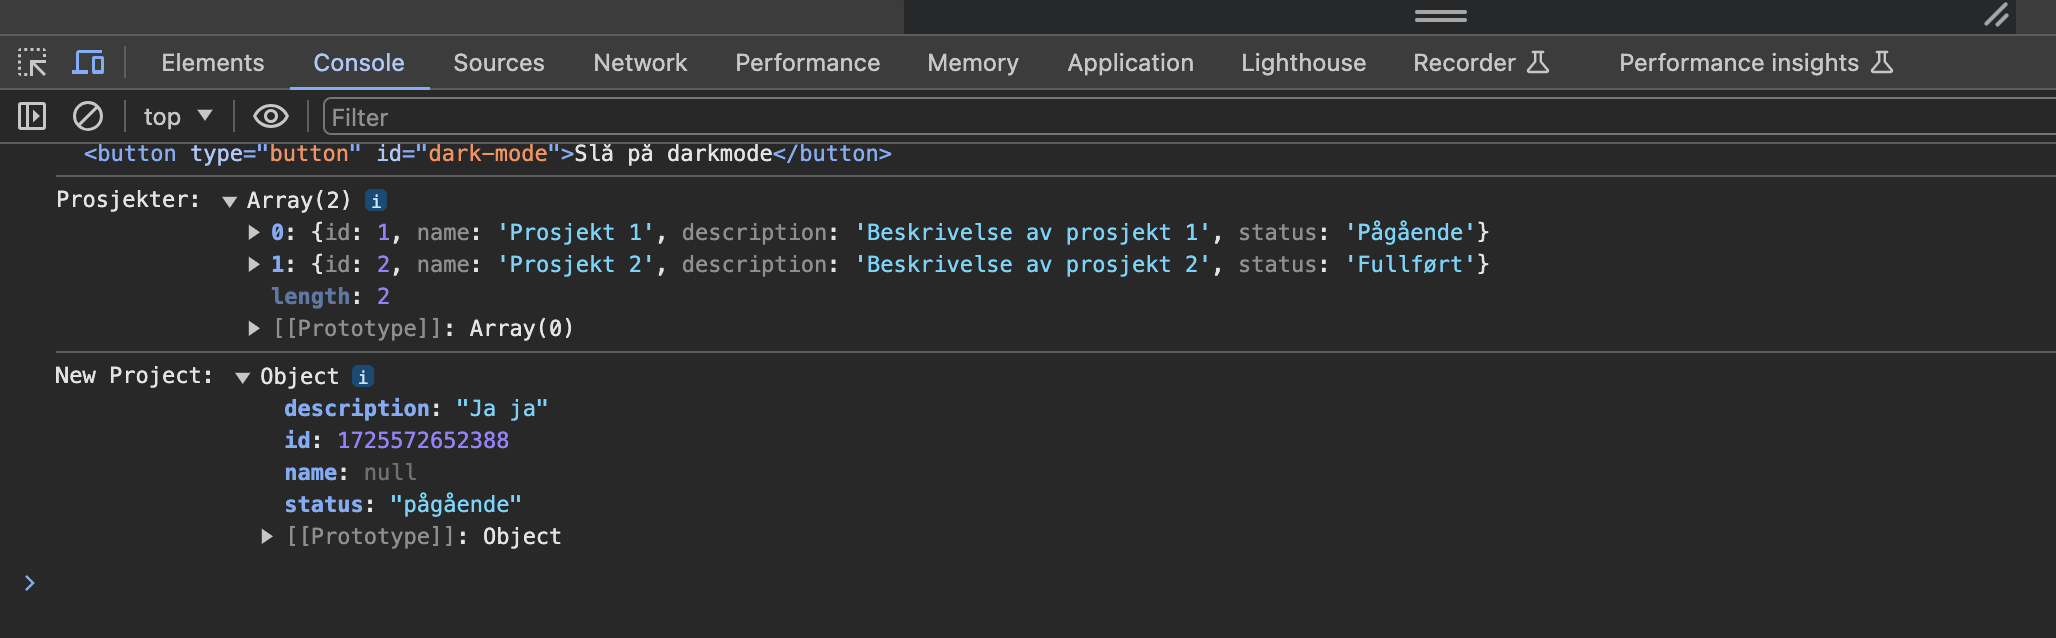 Elements Console Sources Network Performance Memory Application Lighthouse Recorder Performance insights
top Filter
<button type="button" id="dark-mode">Slå på darkmode</button>
Prosjekter: ▼ Array(2) i
▶ 0: {id: 1, name: 'Prosjekt 1', description: 'Beskrivelse av prosjekt 1', status: 'Pågående'}
▶ 1: {id: 2, name: 'Prosjekt 2', description: 'Beskrivelse av prosjekt 2', status: 'Fullført'}
length: 2
▶ [[Prototype]]: Array(0)
New Project: ▼ Object i
description: "Ja ja"
id: 1725572652388
name: null
status: "pågående"
▶ [[Prototype]]: Object
>